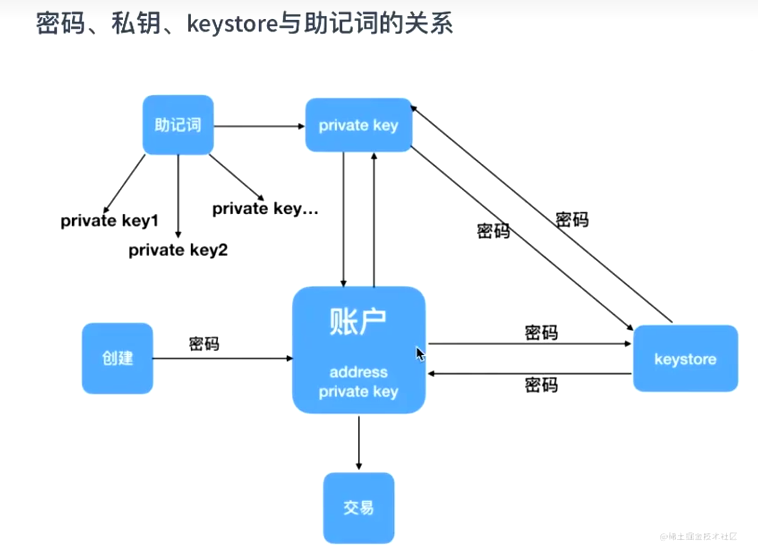 密码、私钥、keystore与助记词的关系
助记词
private key
private key1
private key2
private key...
密码
密码
创建
密码
账户
address
private key
密码
密码
keystore
交易
@稀土掘金技术社区